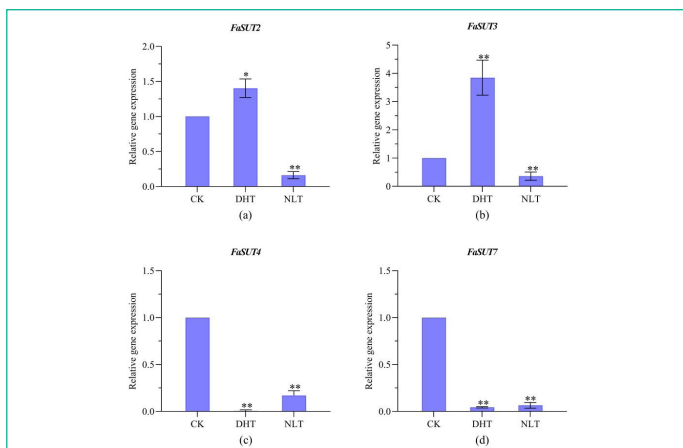 FaSUT2
Relative gene expression
2.0
1.5
1.0
0.5
0.0
*
**
CK DHT NLT
(a)
FaSUT3
Relative gene expression
5
4
3
2
1
0
**
**
CK DHT NLT
(b)
FaSUT4
Relative gene expression
1.5
1.0
0.5
0.0
**
**
CK DHT NLT
(c)
FaSUT7
Relative gene expression
1.5
1.0
0.5
0.0
**
**
CK DHT NLT
(d)